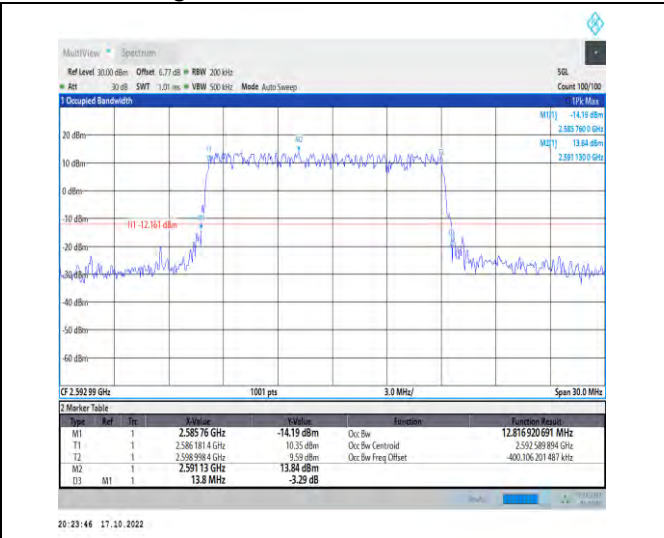 MultiView Spectrum
Ref Level 30.00 dBm Offset 6.77 dB RBW 200 kHz SGL
Att 30 dB SWT 1.01 ms VBW 500 kHz Mode Auto Sweep Count 100/100
1 Occupied Bandwidth 1Pk Max
M1[1] -14.19 dBm
2.585 760 0 GHz
M2[1] 13.84 dBm
2.591 130 0 GHz
M2
20 dBm
10 dBm
0 dBm
-10 dBm
H1 -12.161 dBm
-20 dBm
-30 dBm
-40 dBm
-50 dBm
-60 dBm
CF 2.592 99 GHz 1001 pts 3.0 MHz/ Span 30.0 MHz
2 Marker Table
Type Ref Trc X-Value Y-Value Function Function Result
M1 1 2.585 76 GHz -14.19 dBm Occ Bw 12.816 920 691 MHz
T1 1 2.586 181 4 GHz 10.35 dBm Occ Bw Centroid 2.592 589 894 GHz
T2 1 2.598 998 4 GHz 9.59 dBm Occ Bw Freq Offset -400.106 201 487 kHz
M2 1 2.591 13 GHz 13.84 dBm
D3 M1 1 13.8 MHz -3.29 dB
20:23:46 17.10.2022